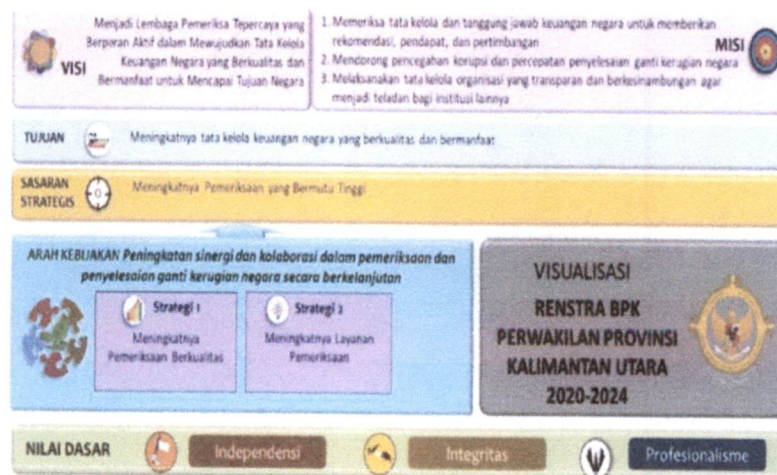 Menjadi Lembaga Pemeriksa Tepercaya yang
Berperan Aktif dalam Mewujudkan Tata Kelola
Keuangan Negara yang Berkualitas dan
Bermanfaat untuk Mencapai Tujuan Negara
VISI
1. Memeriksa tata kelola dan tanggung jawab keuangan negara untuk memberikan
rekomendasi, pendapat, dan pertimbangan
2. Mendorong pencegahan korupsi dan percepatan penyelesaian ganti kerugian negara
3. Melaksanakan tata kelola organisasi yang transparan dan berkesinambungan agar
menjadi teladan bagi institusi lainnya
MISI
TUJUAN
Meningkatnya tata kelola keuangan negara yang berkualitas dan bermanfaat
SASARAN
STRATEGIS
Meningkatnya Pemeriksaan yang Bermutu Tinggi
ARAH KEBIJAKAN Peningkatan sinergi dan kolaborasi dalam pemeriksaan dan
penyelesaian ganti kerugian negara secara berkelanjutan
Strategi 1
Meningkatnya
Pemeriksaan Berkualitas
Strategi 2
Meningkatnya Layanan
Pemeriksaan
VISUALISASI
RENSTRA BPK
PERWAKILAN PROVINSI
KALIMANTAN UTARA
2020-2024
NILAI DASAR
Independensi
Integritas
Profesionalisme